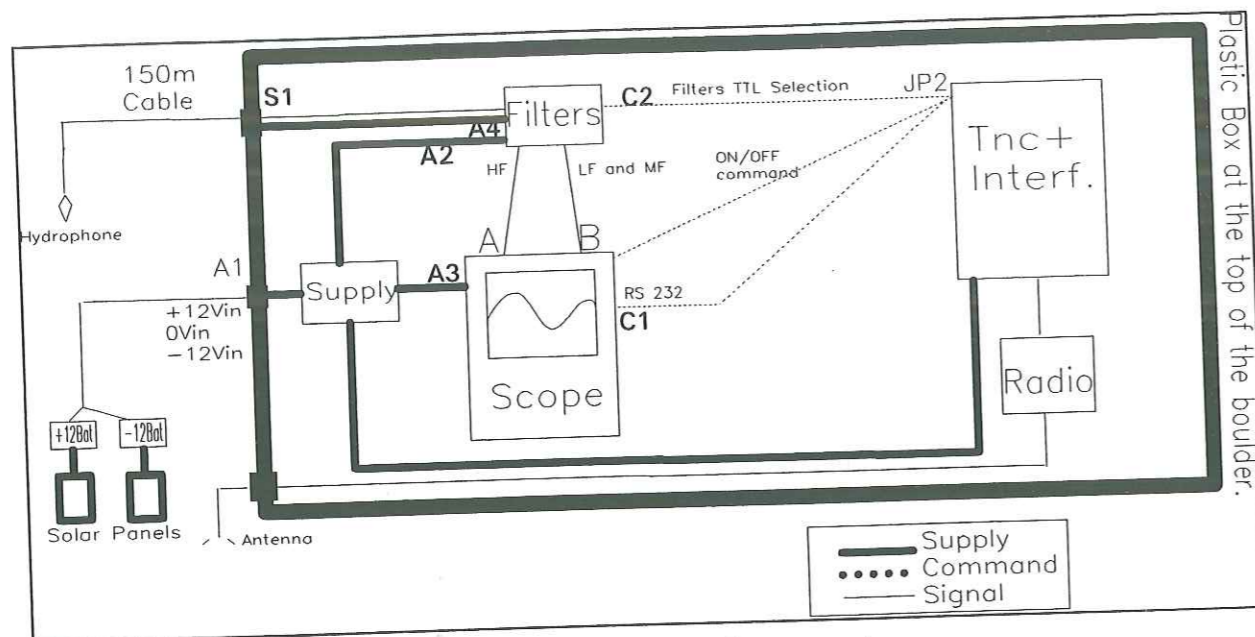 150m
Cable
S1
Filters
C2
Filters TTL Selection
JP2
Tnc+
Interf.
A4
A2
HF
LF and MF
ON/OFF
command
Hydrophone
A1
Supply
A3
A
B
RS 232
C1
+12Vin
0Vin
-12Vin
Scope
Radio
+12Bat
-12Bat
Solar Panels
Antenna
Plastic Box at the top of the boulder.
Supply
Command
Signal